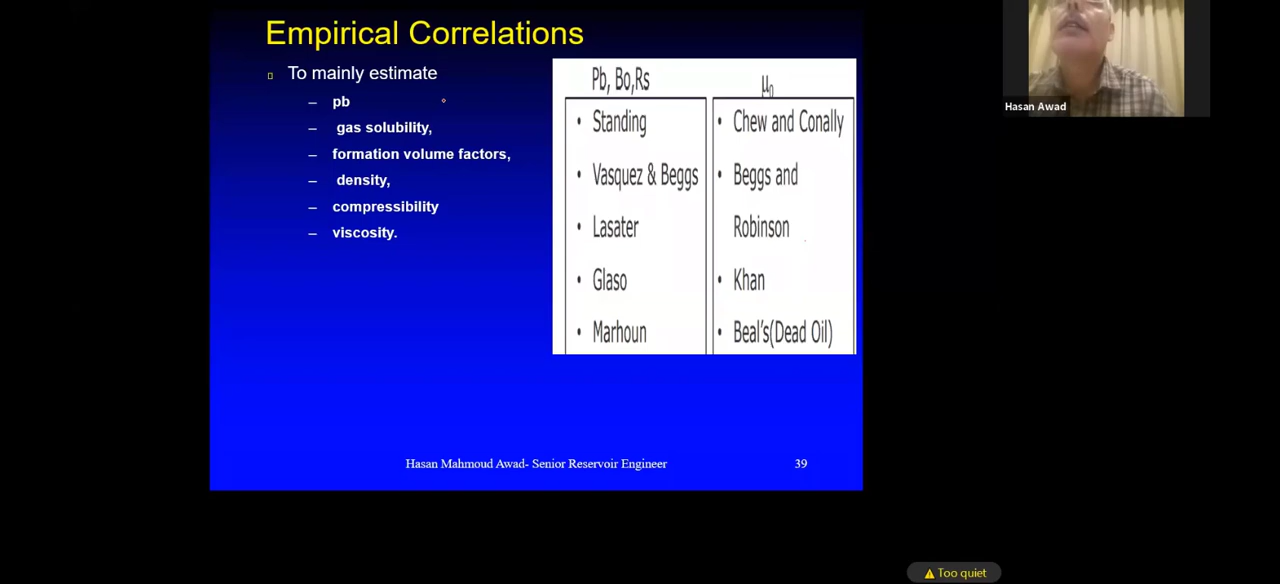 Empirical Correlations
To mainly estimate
– pb
– gas solubility,
– formation volume factors,
– density,
– compressibility
– viscosity.
Pb, Bo,Rs
• Standing
• Vasquez & Beggs
• Lasater
• Glaso
• Marhoun
μo
• Chew and Conally
• Beggs and
Robinson
• Khan
• Beal's(Dead Oil)
Hasan Mahmoud Awad- Senior Reservoir Engineer
39
Hasan Awad
Too quiet